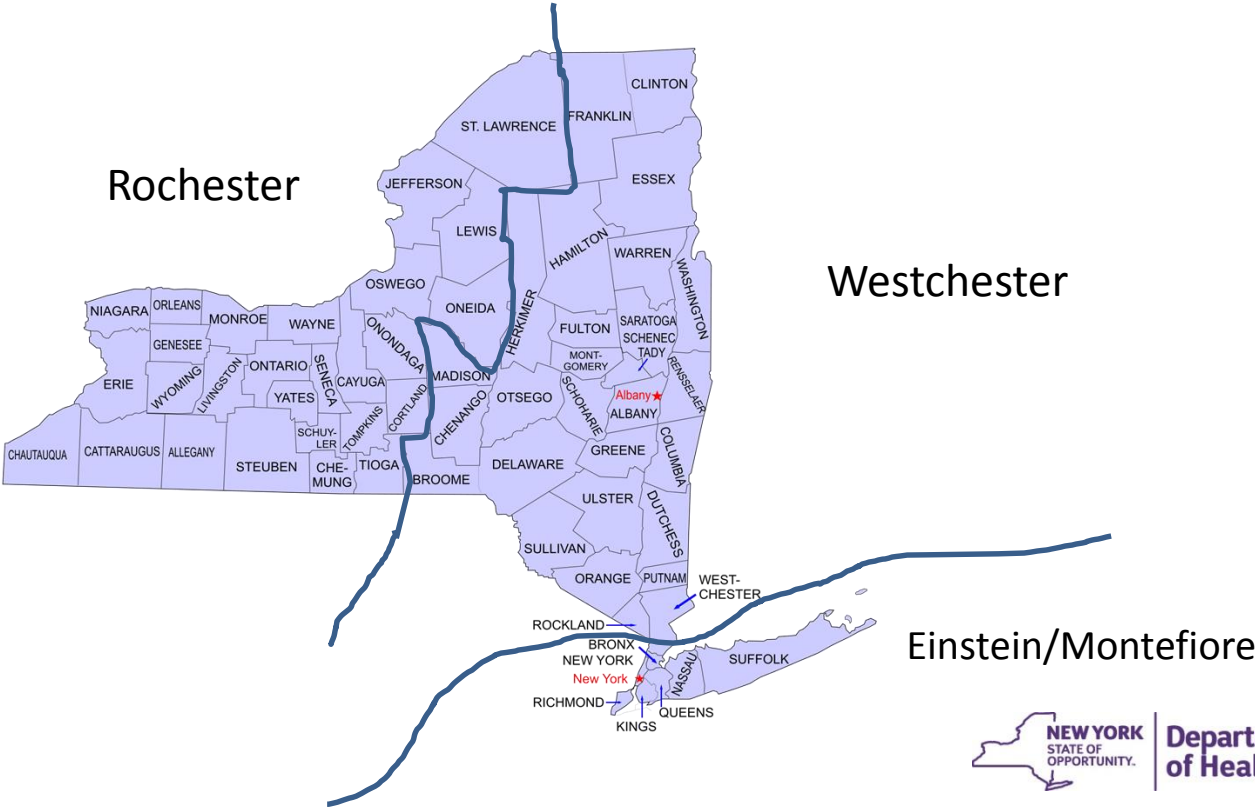 CLINTON
FRANKLIN
ST. LAWRENCE
Rochester
JEFFERSON
ESSEX
LEWIS
HAMILTON
WARREN
WASHINGTON
Westchester
OSWEGO
NIAGARA
ORLEANS
MONROE
WAYNE
ONEIDA
HERKIMER
FULTON
SARATOGA
SCHENEC
TADY
GENESEE
ONONDAGA
MONT-
GOMERY
RENSSELAER
ERIE
WYOMING
LIVINGSTON
ONTARIO
SENECA
CAYUGA
MADISON
YATES
CORTLAND
CHENANGO
OTSEGO
SCHOHARIE
Albany
ALBANY
CHAUTAUQUA
CATTARAUGUS
ALLEGANY
STEUBEN
SCHUY-
LER
TOMPKINS
CHE-
MUNG
TIOGA
BROOME
DELAWARE
GREENE
COLUMBIA
ULSTER
DUTCHESS
SULLIVAN
ORANGE
PUTNAM
WEST-
CHESTER
ROCKLAND
BRONX
NEW YORK
New York
NASSAU
SUFFOLK
Einstein/Montefiore
RICHMOND
QUEENS
KINGS
NEW YORK
STATE OF
OPPORTUNITY.
Depart
of Heal